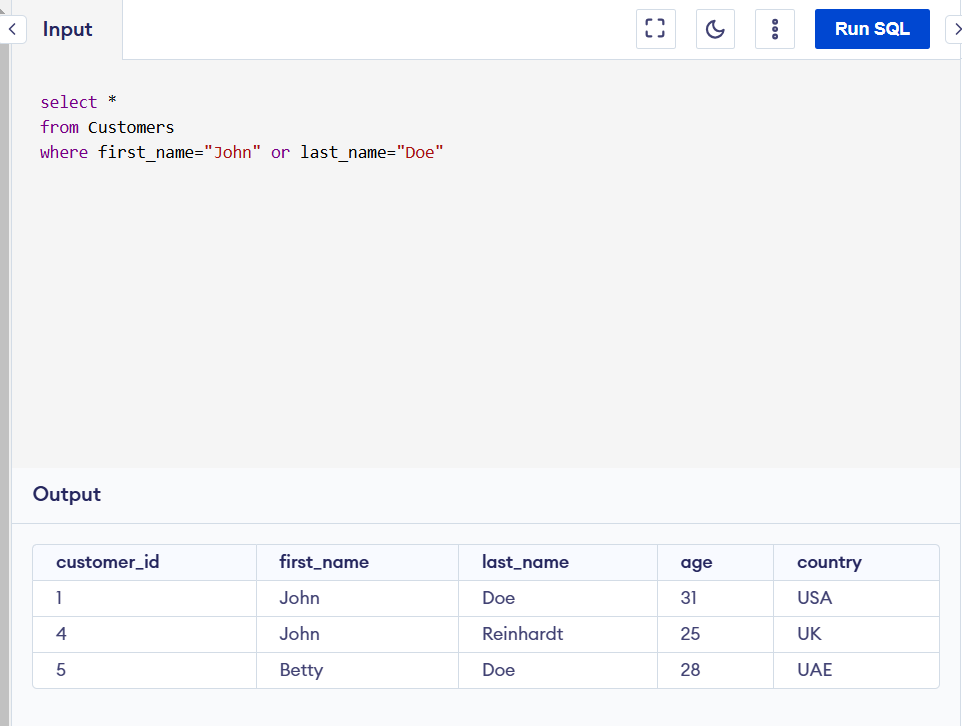 Input
Run SQL
select *
from Customers
where first_name="John" or last_name="Doe"
Output
customer_id first_name last_name age country
1 John Doe 31 USA
4 John Reinhardt 25 UK
5 Betty Doe 28 UAE